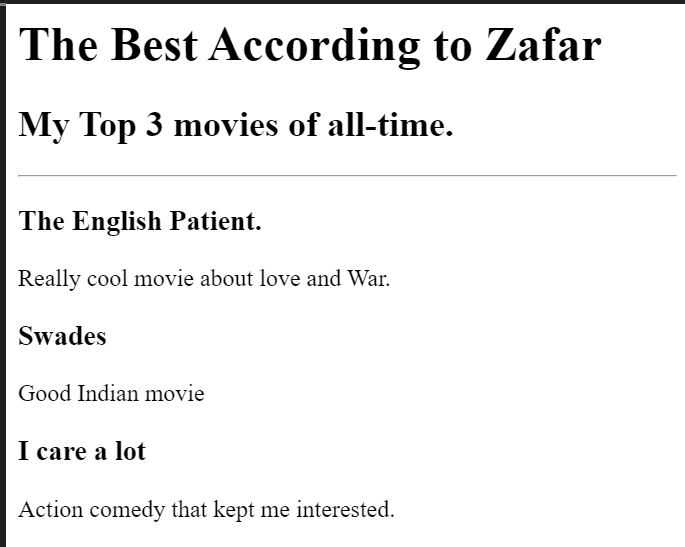 The Best According to Zafar
My Top 3 movies of all-time.
The English Patient.
Really cool movie about love and War.
Swades
Good Indian movie
I care a lot
Action comedy that kept me interested.